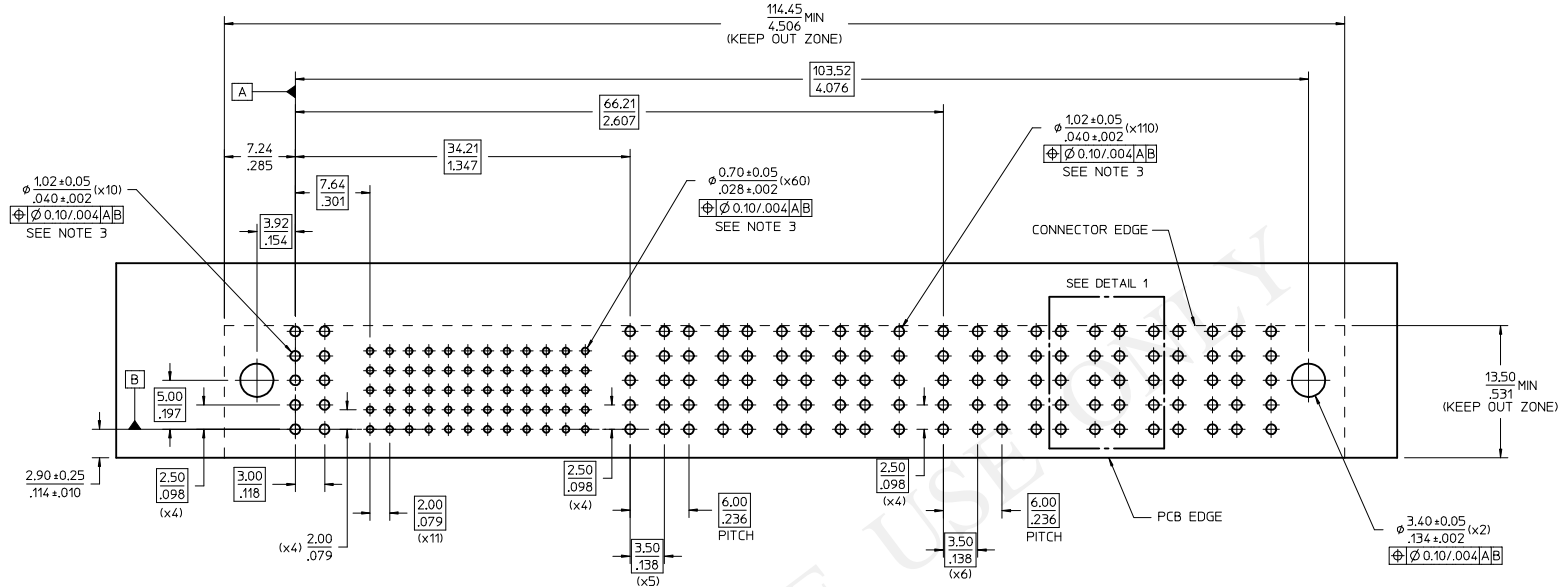 114.45 MIN
4.506
(KEEP OUT ZONE)
103.52
4.076
A
66.21
2.607
⌀ 1.02±0.05 (x110)
.040±.002
⌖ ⌀ 0.10/.004 A B
SEE NOTE 3
7.24
.285
34.21
1.347
7.64
.301
⌀ 0.70±0.05 (x60)
.028±.002
⌖ ⌀ 0.10/.004 A B
SEE NOTE 3
⌀ 1.02±0.05 (x10)
.040±.002
⌖ ⌀ 0.10/.004 A B
SEE NOTE 3
3.92
.154
CONNECTOR EDGE
SEE DETAIL 1
B
5.00
.197
13.50 MIN
.531
(KEEP OUT ZONE)
2.90±0.25
.114±.010
2.50
.098
(x4)
3.00
.118
(x4) 2.00
.079
2.00
.079
(x11)
2.50
.098
(x4)
3.50
.138
(x5)
6.00
.236
PITCH
2.50
.098
(x4)
3.50
.138
(x6)
6.00
.236
PITCH
PCB EDGE
⌀ 3.40±0.05 (x2)
.134±.002
⌖ ⌀ 0.10/.004 A B
USE ONLY